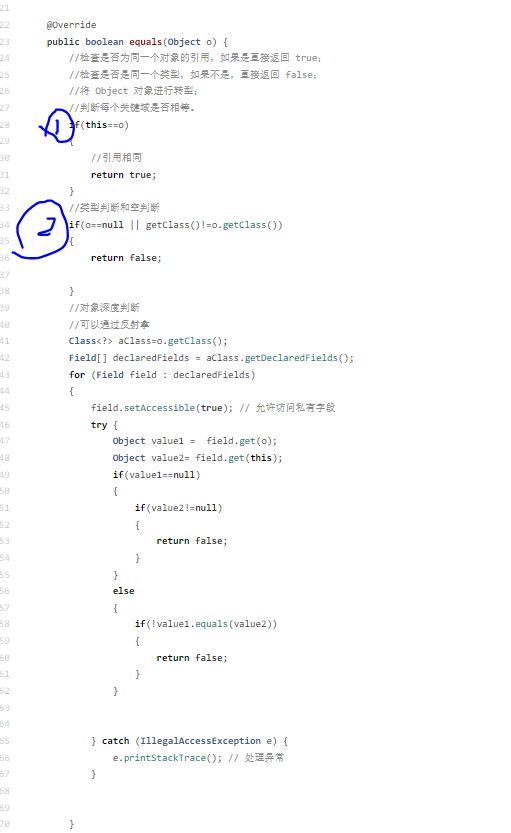 21
22 @Override
23 public boolean equals(Object o) {
24 //检查是否为同一个对象的引用，如果是直接返回 true；
25 //检查是否是同一个类型，如果不是，直接返回 false；
26 //将 Object 对象进行转型；
27 //判断每个关键域是否相等。
28 if(this==o)
1
29 {
30 //引用相同
31 return true;
32 }
33 //类型判断和空判断
34 if(o==null || getClass()!=o.getClass())
2
35 {
36 return false;
37
38 }
39 //对象深度判断
40 //可以通过反射拿
41 Class<?> aClass=o.getClass();
42 Field[] declaredFields = aClass.getDeclaredFields();
43 for (Field field : declaredFields)
44 {
45 field.setAccessible(true); // 允许访问私有字段
46 try {
47 Object value1 =  field.get(o);
48 Object value2= field.get(this);
49 if(value1==null)
50 {
51 if(value2!=null)
52 {
53 return false;
54 }
55 }
56 else
57 {
58 if(!value1.equals(value2))
59 {
60 return false;
61 }
62 }
63
64
65 } catch (IllegalAccessException e) {
66 e.printStackTrace(); // 处理异常
67 }
68
69
70 }